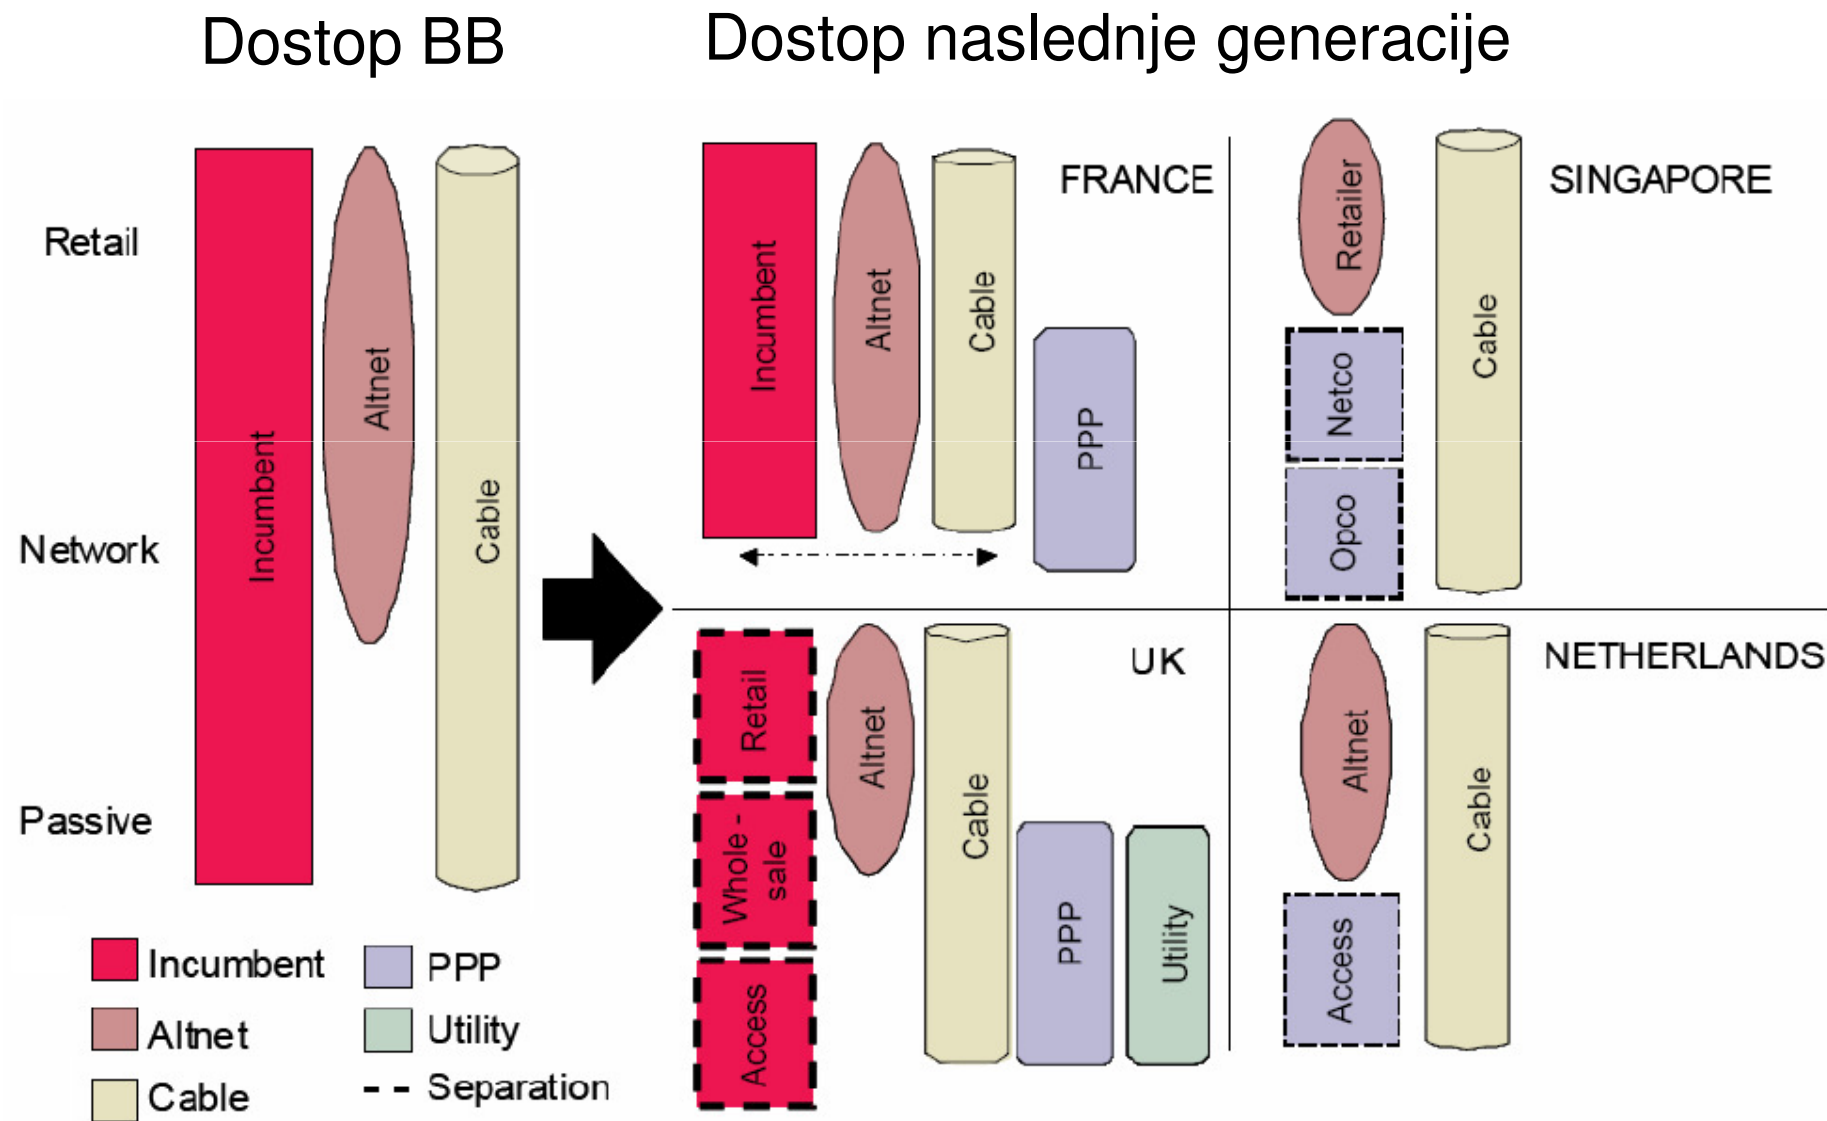 Dostop BB
Dostop naslednje generacije
Retail
Network
Passive
Incumbent
Altnet
Cable
Incumbent
Altnet
Cable
PPP
FRANCE
Retailer
Netco
Opco
Cable
SINGAPORE
Retail
Whole -
sale
Access
Altnet
Cable
PPP
Utility
UK
Altnet
Access
Cable
NETHERLANDS
Incumbent
Altnet
Cable
PPP
Utility
Separation